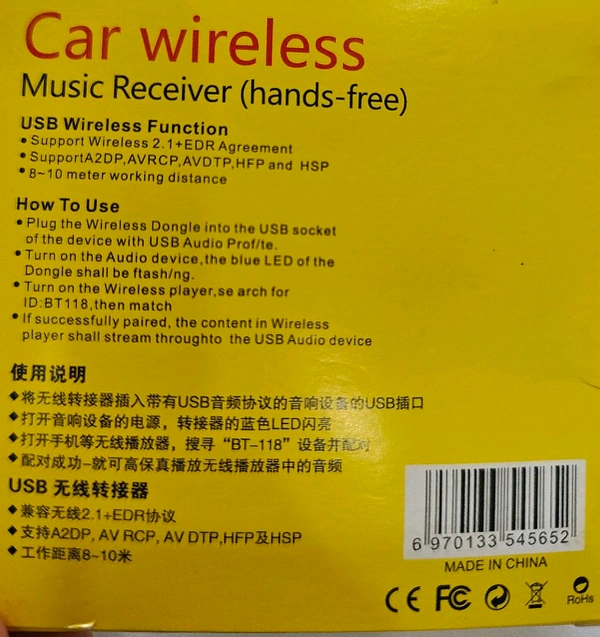 Car wireless
Music Receiver (hands-free)
USB Wireless Function
• Support Wireless 2.1+EDR Agreement
• SupportA2DP,AVRCP,AVDTP,HFP and HSP
• 8~10 meter working distance
How To Use
• Plug the Wireless Dongle into the USB socket
of the device with USB Audio Prof/te.
• Turn on the Audio device,the blue LED of the
Dongle shall be ftash/ng.
• Turn on the Wireless player,se arch for
ID:BT118,then match
• If successfully paired, the content in Wireless
player shall stream throughto the USB Audio device
使用说明
◆将无线转接器插入带有USB音频协议的音响设备的USB插口
◆打开音响设备的电源，转接器的蓝色LED闪亮
◆打开手机等无线播放器，搜寻“BT-118”设备并配对
◆配对成功-就可高保真播放无线播放器中的音频
USB 无线转接器
◆兼容无线2.1+EDR协议
◆支持A2DP, AV RCP, AV DTP,HFP及HSP
◆工作距离8~10米
6 970133 545652
MADE IN CHINA
CE FC RoHs